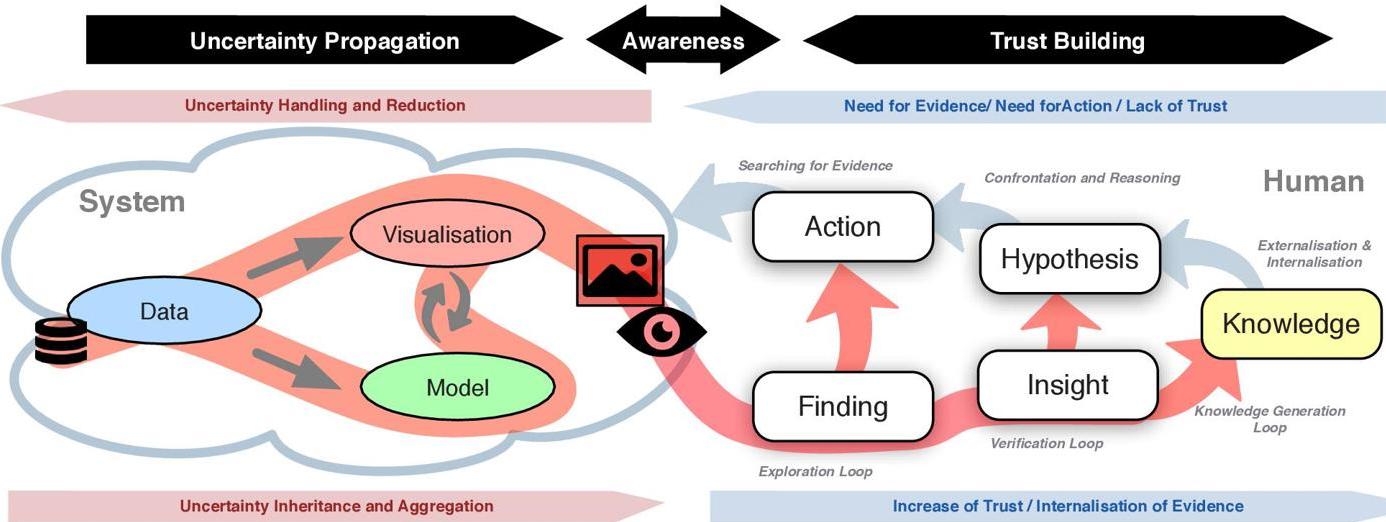 Uncertainty Propagation
Awareness
Trust Building
Uncertainty Handling and Reduction
Need for Evidence/ Need forAction / Lack of Trust
System
Human
Searching for Evidence
Confrontation and Reasoning
Externalisation &
Internalisation
Visualisation
Data
Model
Action
Hypothesis
Knowledge
Finding
Insight
Exploration Loop
Verification Loop
Knowledge Generation
Loop
Uncertainty Inheritance and Aggregation
Increase of Trust / Internalisation of Evidence